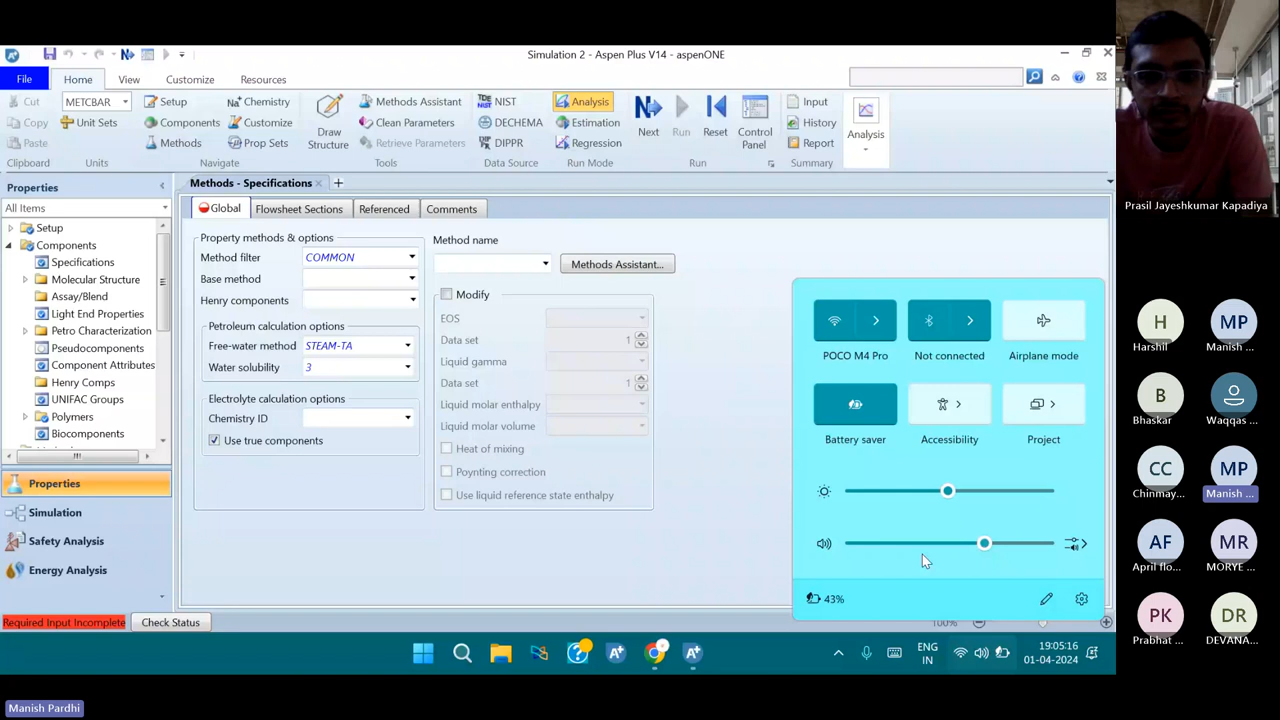 Simulation 2 - Aspen Plus V14 - aspenONE
File Home View Customize Resources
Cut METCBAR Setup Chemistry Methods Assistant NIST Analysis Input
Copy Unit Sets Components Customize Clean Parameters DECHEMA Estimation History
Paste Methods Prop Sets Retrieve Parameters DIPPR Regression Report
Draw Structure Next Run Reset Control Panel Analysis
Clipboard Units Navigate Tools Data Source Run Mode Run Summary
Prasil Jayeshkumar Kapadiya
Properties
All Items
Setup
Components
Specifications
Molecular Structure
Assay/Blend
Light End Properties
Petro Characterization
Pseudocomponents
Component Attributes
Henry Comps
UNIFAC Groups
Polymers
Biocomponents
Properties
Simulation
Safety Analysis
Energy Analysis
Methods - Specifications
Global Flowsheet Sections Referenced Comments
Property methods & options
Method filter COMMON
Base method
Henry components
Petroleum calculation options
Free-water method STEAM-TA
Water solubility 3
Electrolyte calculation options
Chemistry ID
Use true components
Method name
Methods Assistant...
Modify
EOS
Data set 1
Liquid gamma
Data set 1
Liquid molar enthalpy
Liquid molar volume
Heat of mixing
Poynting correction
Use liquid reference state enthalpy
POCO M4 Pro Not connected Airplane mode
Battery saver Accessibility Project
43%
Required Input Incomplete Check Status
100%
ENG
IN
19:05:16
01-04-2024
H MP
Harshil Manish ...
B
Bhaskar Waqqas ...
CC MP
Chinmay... Manish ...
AF MR
April flo... MORYE ...
PK DR
Prabhat ... DEVANA...
Manish Pardhi